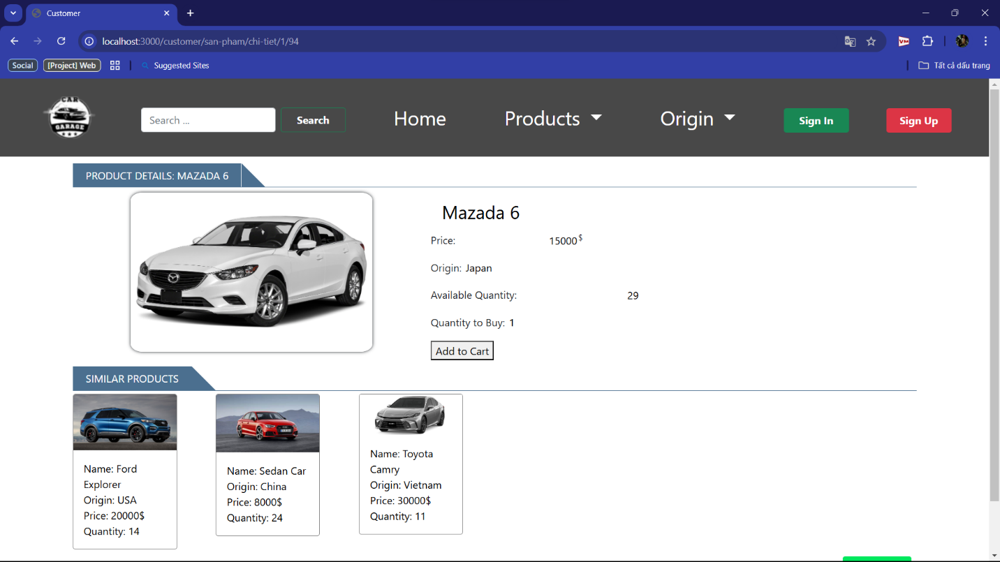 Customer
localhost:3000/customer/san-pham/chi-tiet/1/94
VM
Social
[Project] Web
Suggested Sites
Tất cả dấu trang
CAR
GARAGE
Search ...
Search
Home
Products
Origin
Sign In
Sign Up
PRODUCT DETAILS: MAZADA 6
Mazada 6
Price: 15000$
Origin: Japan
Available Quantity: 29
Quantity to Buy: 1
Add to Cart
SIMILAR PRODUCTS
Name: Ford
Explorer
Origin: USA
Price: 20000$
Quantity: 14
Name: Sedan Car
Origin: China
Price: 8000$
Quantity: 24
Name: Toyota
Camry
Origin: Vietnam
Price: 30000$
Quantity: 11